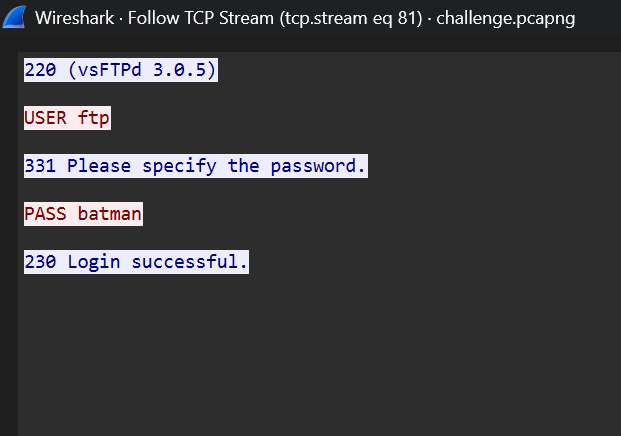 Wireshark · Follow TCP Stream (tcp.stream eq 81) · challenge.pcapng
220 (vsFTPd 3.0.5)
USER ftp
331 Please specify the password.
PASS batman
230 Login successful.